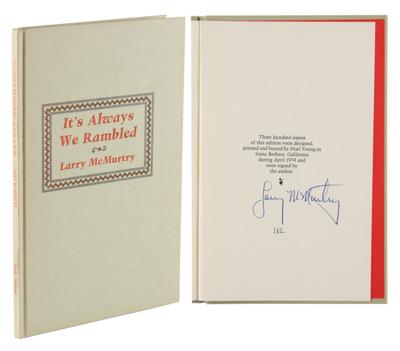 It's Always
We Rambled
Larry McMurtry
Three hundred copies
of this edition were designed,
printed and bound by Noel Young in
Santa Barbara, California
during April 1974 and
were signed by
the author
Larry McMurtry
162